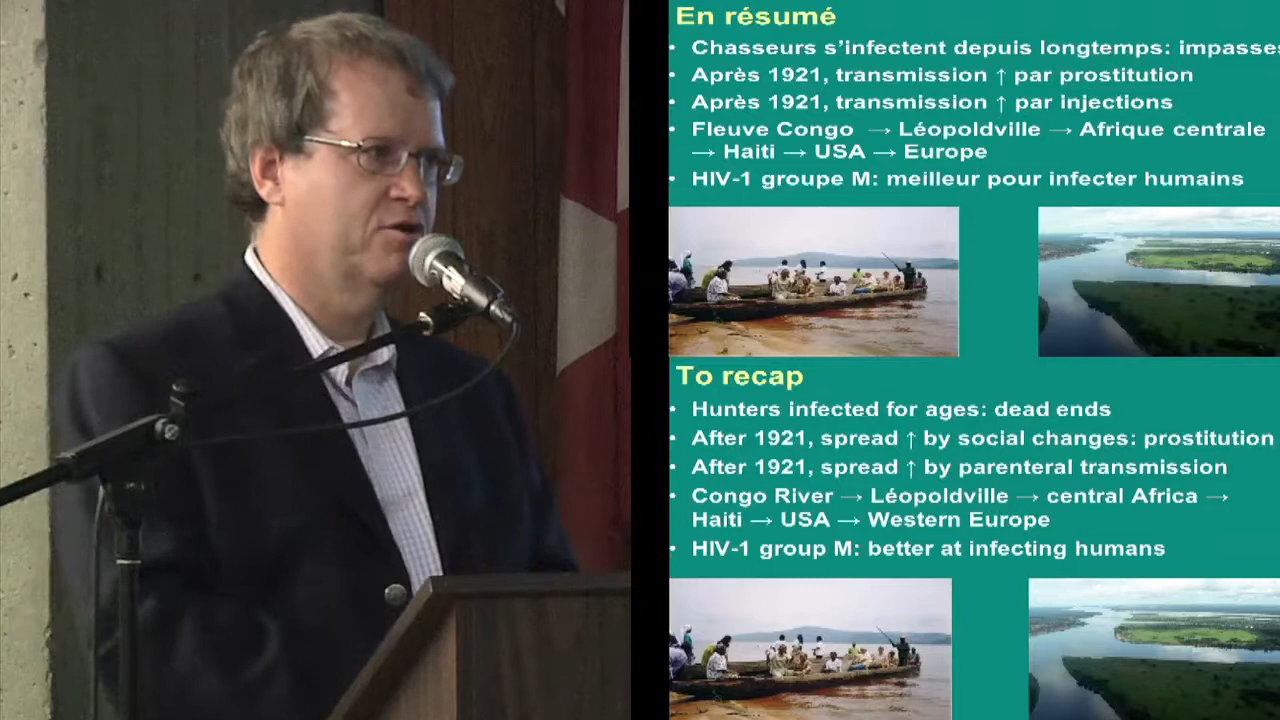 En résumé
• Chasseurs s'infectent depuis longtemps: impasses
• Après 1921, transmission ↑ par prostitution
• Après 1921, transmission ↑ par injections
• Fleuve Congo → Léopoldville → Afrique centrale
→ Haiti → USA → Europe
• HIV-1 groupe M: meilleur pour infecter humains
To recap
• Hunters infected for ages: dead ends
• After 1921, spread ↑ by social changes: prostitution
• After 1921, spread ↑ by parenteral transmission
• Congo River → Léopoldville → central Africa →
Haiti → USA → Western Europe
• HIV-1 group M: better at infecting humans